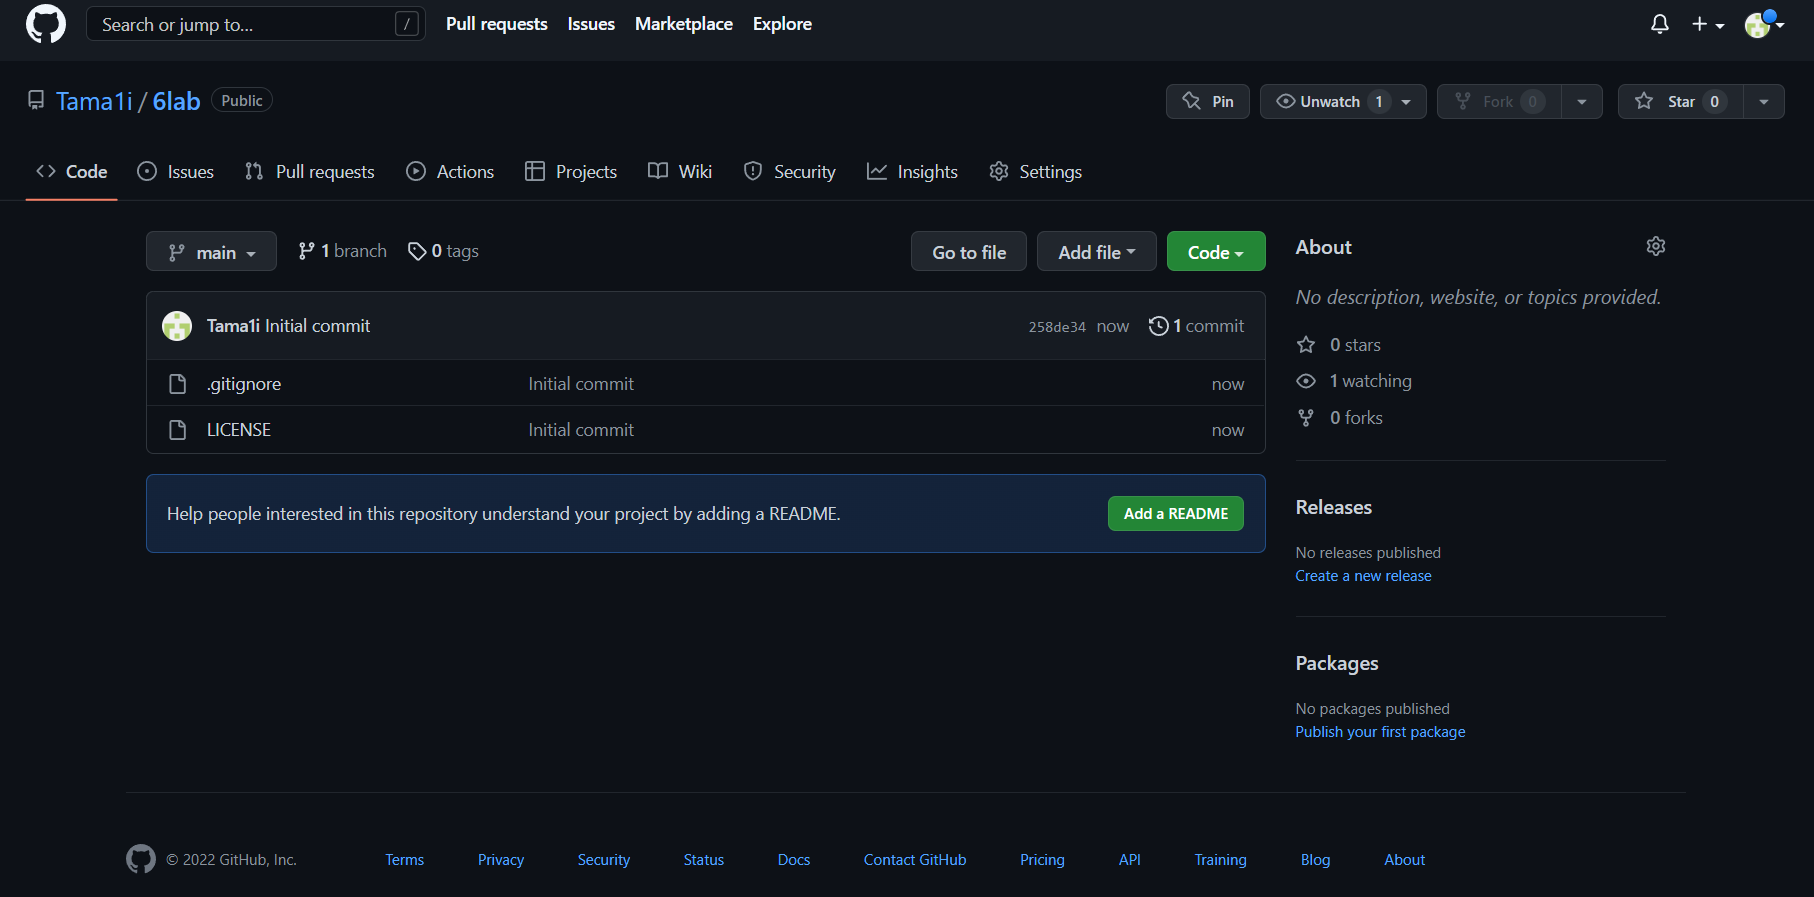 Search or jump to... / Pull requests Issues Marketplace Explore
Tama1i / 6lab Public Pin Unwatch 1 Fork 0 Star 0
Code Issues Pull requests Actions Projects Wiki Security Insights Settings
main 1 branch 0 tags Go to file Add file Code
Tama1i Initial commit 258de34 now 1 commit
.gitignore Initial commit now
LICENSE Initial commit now
Help people interested in this repository understand your project by adding a README. Add a README
About
No description, website, or topics provided.
0 stars
1 watching
0 forks
Releases
No releases published
Create a new release
Packages
No packages published
Publish your first package
© 2022 GitHub, Inc. Terms Privacy Security Status Docs Contact GitHub Pricing API Training Blog About